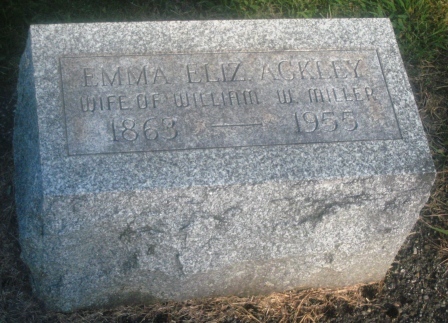 EMMA ELIZ. ACKLEY
WIFE OF WILLIAM W. MILLER
1863 — 1955